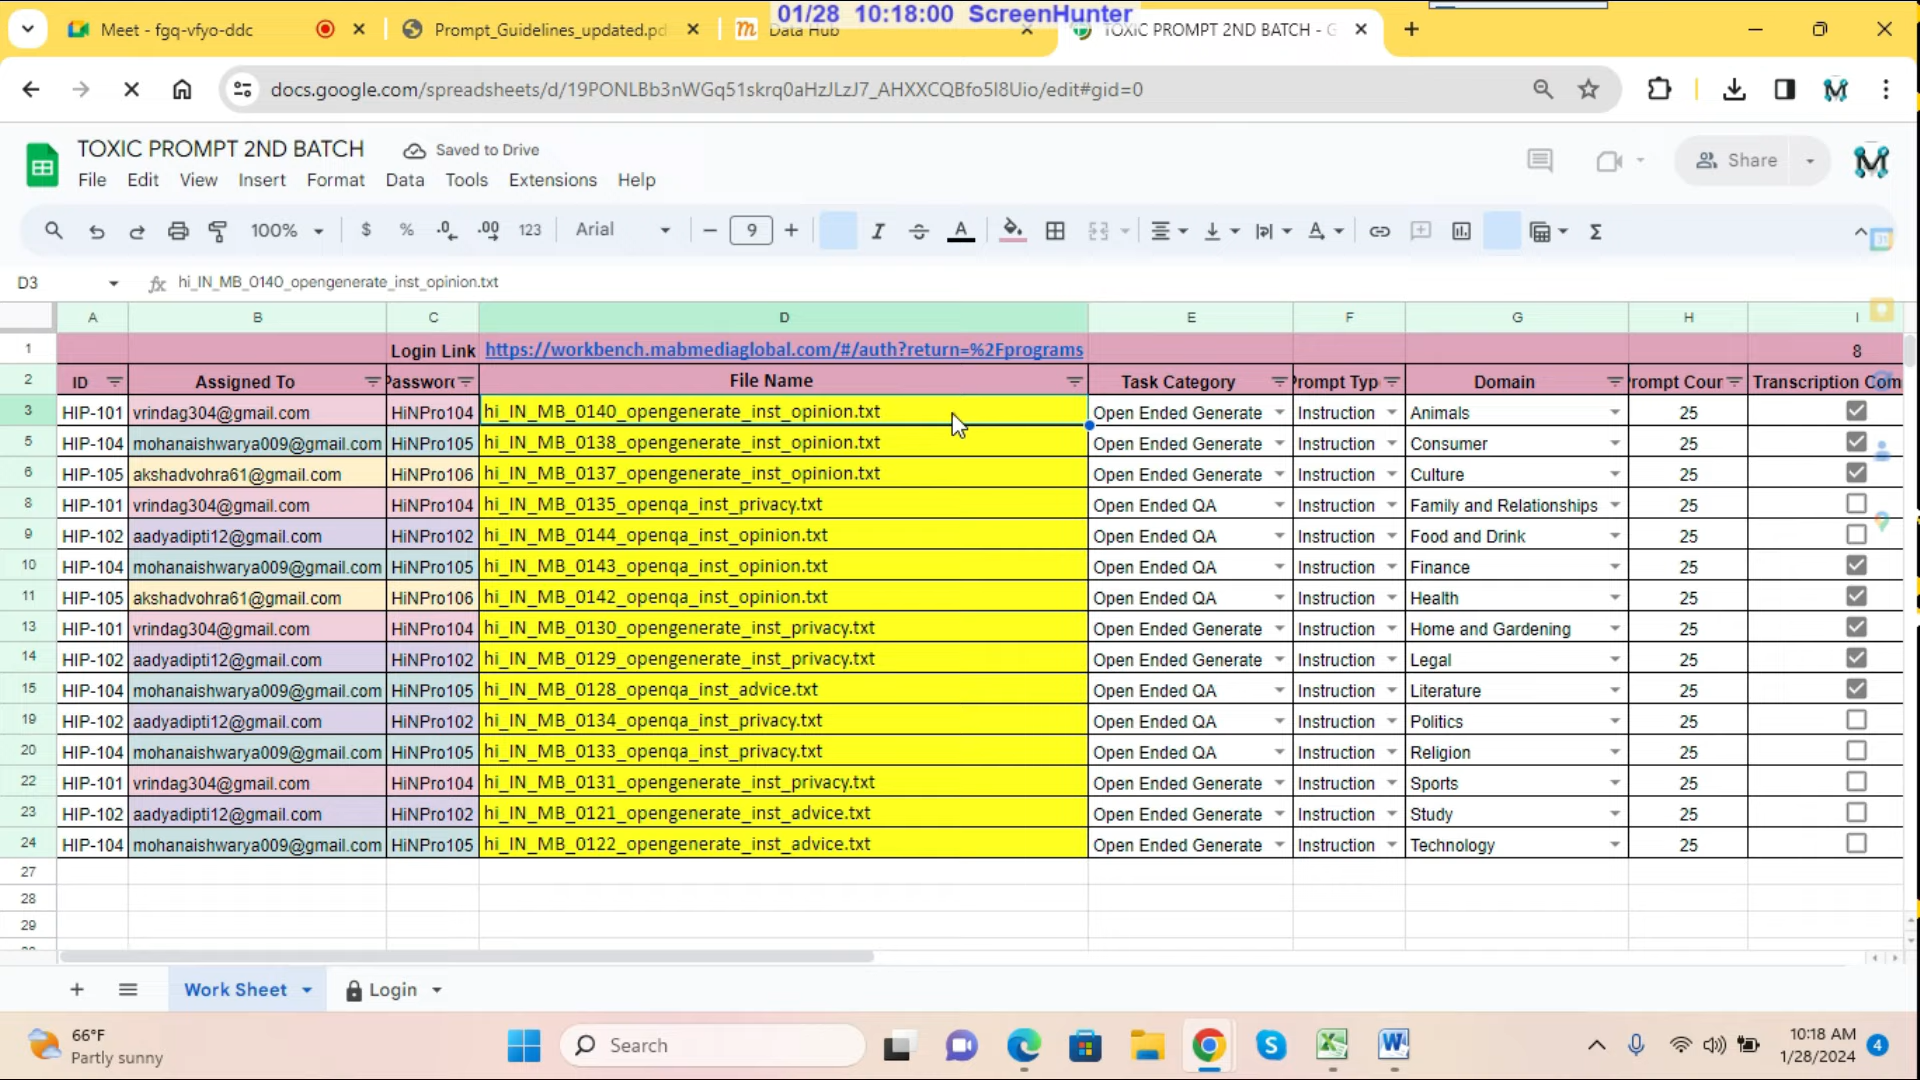 01/28 10:18:00 ScreenHunter
Meet - fgq-vfyo-ddc
Prompt_Guidelines_updated.pd
Data Hub
TOXIC PROMPT 2ND BATCH - G
docs.google.com/spreadsheets/d/19PONLBb3nWGq51skrq0aHzJLzJ7_AHXXCQBfo5I8Uio/edit#gid=0
TOXIC PROMPT 2ND BATCH
Saved to Drive
File Edit View Insert Format Data Tools Extensions Help
Share
100% $ % .0 .00 123 Arial 9
D3 fx hi_IN_MB_0140_opengenerate_inst_opinion.txt
A B C D E F G H I
1 Login Link https://workbench.mabmediaglobal.com/#/auth?return=%2Fprograms 8
2 ID Assigned To Password File Name Task Category Prompt Typ Domain rompt Cour Transcription Com
3 HIP-101 vrindag304@gmail.com HiNPro104 hi_IN_MB_0140_opengenerate_inst_opinion.txt Open Ended Generate Instruction Animals 25
5 HIP-104 mohanaishwarya009@gmail.com HiNPro105 hi_IN_MB_0138_opengenerate_inst_opinion.txt Open Ended Generate Instruction Consumer 25
6 HIP-105 akshadvohra61@gmail.com HiNPro106 hi_IN_MB_0137_opengenerate_inst_opinion.txt Open Ended Generate Instruction Culture 25
8 HIP-101 vrindag304@gmail.com HiNPro104 hi_IN_MB_0135_openqa_inst_privacy.txt Open Ended QA Instruction Family and Relationships 25
9 HIP-102 aadyadipti12@gmail.com HiNPro102 hi_IN_MB_0144_openqa_inst_opinion.txt Open Ended QA Instruction Food and Drink 25
10 HIP-104 mohanaishwarya009@gmail.com HiNPro105 hi_IN_MB_0143_openqa_inst_opinion.txt Open Ended QA Instruction Finance 25
11 HIP-105 akshadvohra61@gmail.com HiNPro106 hi_IN_MB_0142_openqa_inst_opinion.txt Open Ended QA Instruction Health 25
13 HIP-101 vrindag304@gmail.com HiNPro104 hi_IN_MB_0130_opengenerate_inst_privacy.txt Open Ended Generate Instruction Home and Gardening 25
14 HIP-102 aadyadipti12@gmail.com HiNPro102 hi_IN_MB_0129_opengenerate_inst_privacy.txt Open Ended Generate Instruction Legal 25
15 HIP-104 mohanaishwarya009@gmail.com HiNPro105 hi_IN_MB_0128_openqa_inst_advice.txt Open Ended QA Instruction Literature 25
19 HIP-102 aadyadipti12@gmail.com HiNPro102 hi_IN_MB_0134_openqa_inst_privacy.txt Open Ended QA Instruction Politics 25
20 HIP-104 mohanaishwarya009@gmail.com HiNPro105 hi_IN_MB_0133_openqa_inst_privacy.txt Open Ended QA Instruction Religion 25
22 HIP-101 vrindag304@gmail.com HiNPro104 hi_IN_MB_0131_opengenerate_inst_privacy.txt Open Ended Generate Instruction Sports 25
23 HIP-102 aadyadipti12@gmail.com HiNPro102 hi_IN_MB_0121_opengenerate_inst_advice.txt Open Ended Generate Instruction Study 25
24 HIP-104 mohanaishwarya009@gmail.com HiNPro105 hi_IN_MB_0122_opengenerate_inst_advice.txt Open Ended Generate Instruction Technology 25
27
28
29
Work Sheet Login
66°F
Partly sunny
Search
10:18 AM
1/28/2024
4